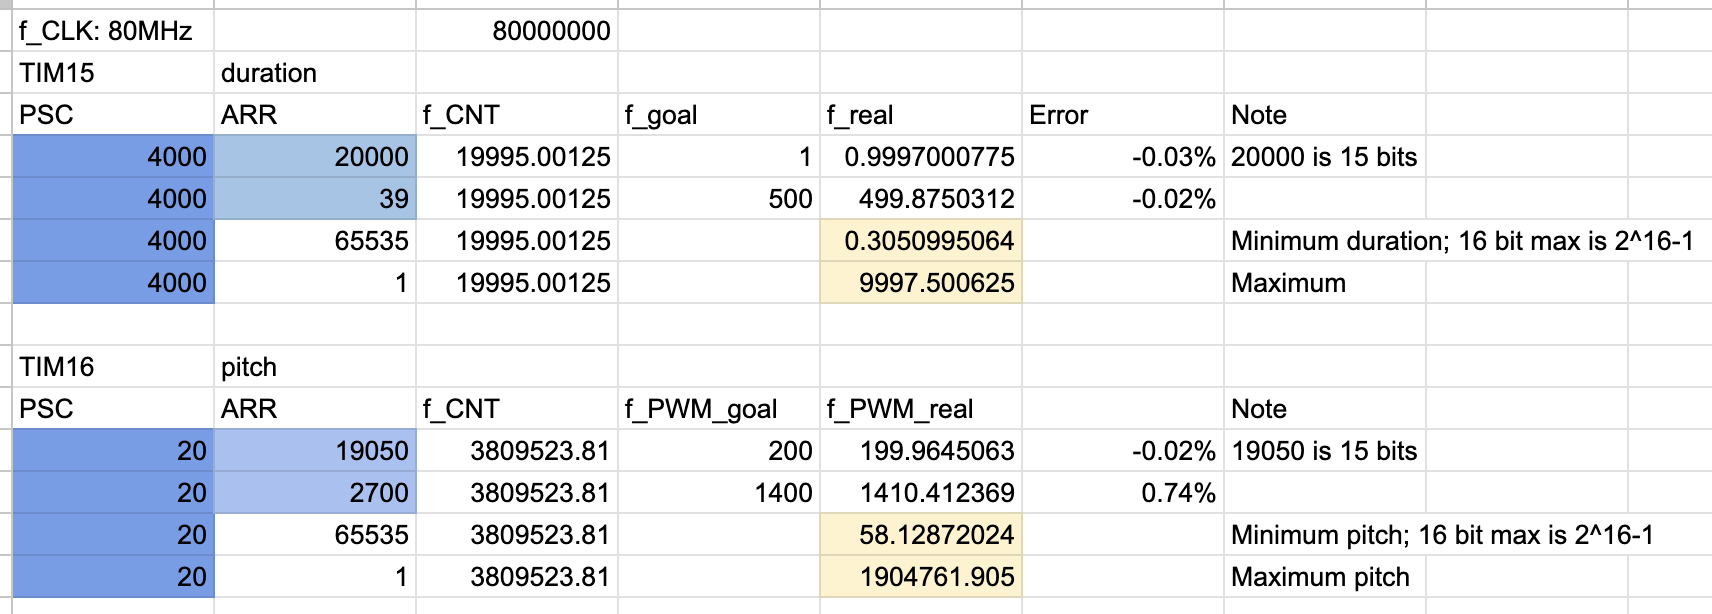 f_CLK: 80MHz 80000000
TIM15 duration
PSC ARR f_CNT f_goal f_real Error Note
4000 20000 19995.00125 1 0.9997000775 -0.03% 20000 is 15 bits
4000 39 19995.00125 500 499.8750312 -0.02%
4000 65535 19995.00125 0.3050995064 Minimum duration; 16 bit max is 2^16-1
4000 1 19995.00125 9997.500625 Maximum
TIM16 pitch
PSC ARR f_CNT f_PWM_goal f_PWM_real Note
20 19050 3809523.81 200 199.9645063 -0.02% 19050 is 15 bits
20 2700 3809523.81 1400 1410.412369 0.74%
20 65535 3809523.81 58.12872024 Minimum pitch; 16 bit max is 2^16-1
20 1 3809523.81 1904761.905 Maximum pitch